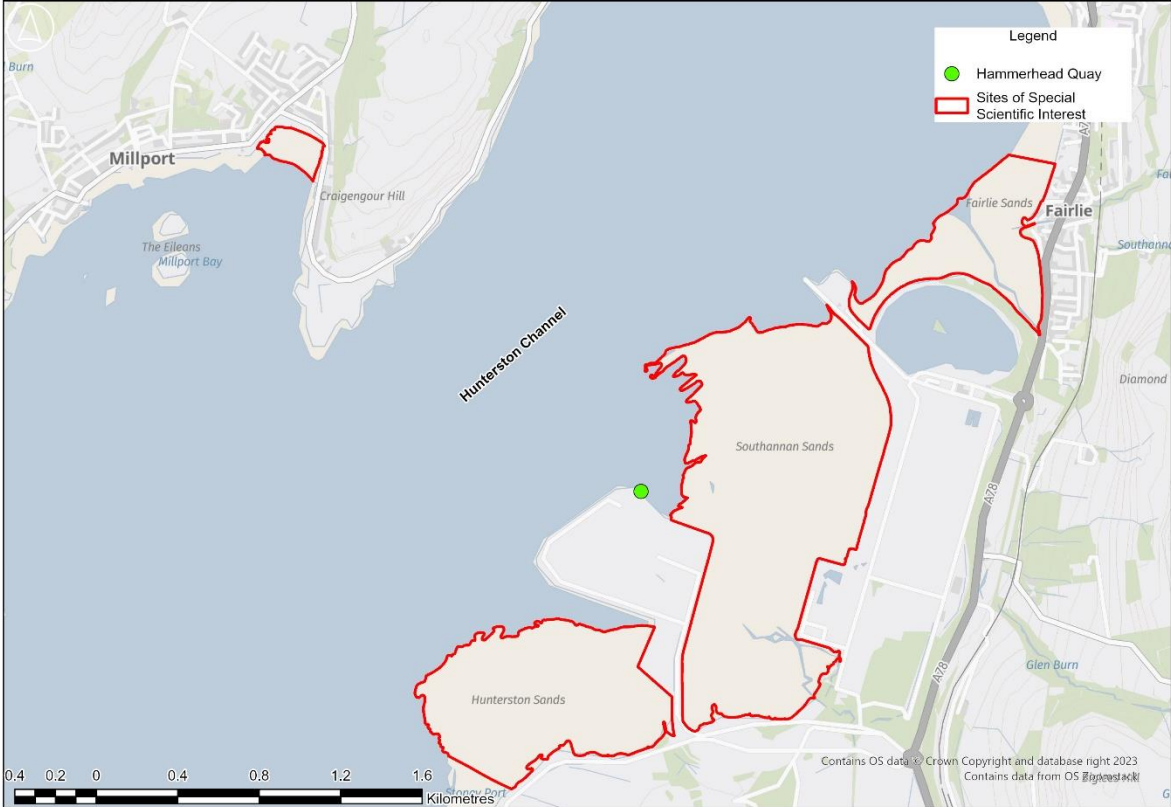 Burn
Legend
Hammerhead Quay
Sites of Special
Scientific Interest
Millport
Craigengour Hill
The Eileans
Millport Bay
Fairlie Sands
Fairlie
Southanna
Hunterston Channel
Diamond
Southannan Sands
A78
Glen Burn
A78
Hunterston Sands
Contains OS data © Crown Copyright and database right 2023
Contains data from OS Zoomstack
Stoney Port
0.4 0.2 0 0.4 0.8 1.2 1.6
Kilometres